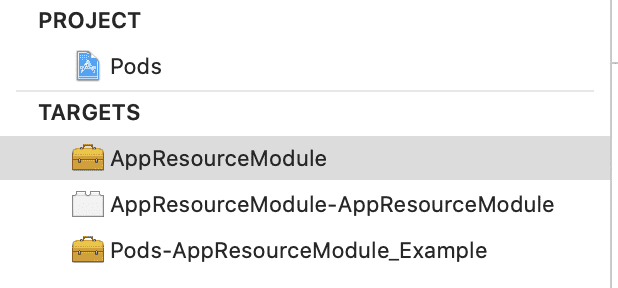 PROJECT
Pods
TARGETS
AppResourceModule
AppResourceModule-AppResourceModule
Pods-AppResourceModule_Example